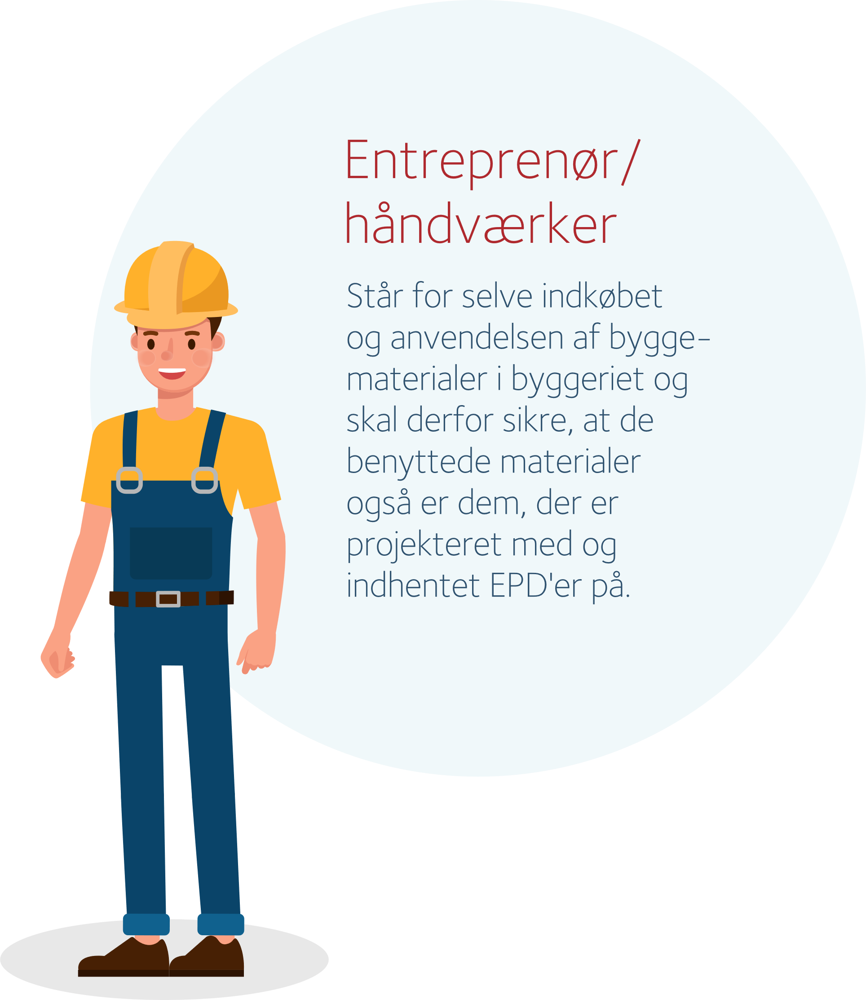 Entreprenør/
håndværker
Står for selve indkøbet
og anvendelsen af bygge-
materialer i byggeriet og
skal derfor sikre, at de
benyttede materialer
også er dem, der er
projekteret med og
indhentet EPD'er på.